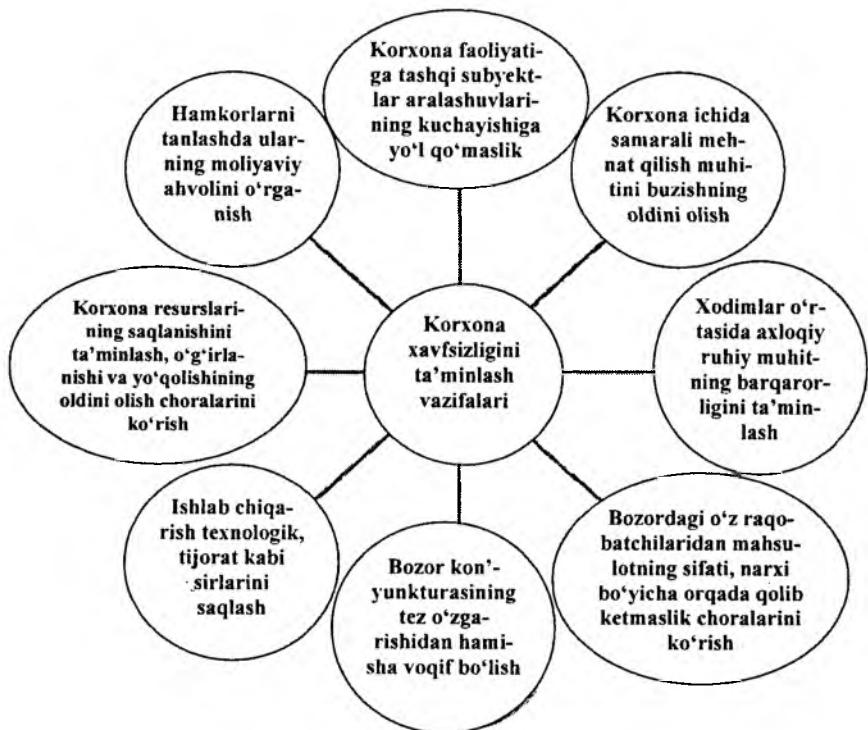 Korxona faoliyati-
ga tashqi subyekt-
lar aralashuvlari-
ning kuchayishiga
yo‘l qo‘maslik
Hamkorlarni
tanlashda ular-
ning moliyaviy
ahvolini o‘rga-
nish
Korxona ichida
samarali meh-
nat qilish muhi-
tini buzishning
oldini olish
Korxona resurslari-
ning saqlanishini
ta’minlash, o‘g‘irla-
nishi va yo‘qolishining
oldini olish choralarini
ko‘rish
Korxona
xavfsizligini
ta’minlash
vazifalari
Xodimlar o‘r-
tasida axloqiy
ruhiy muhit-
ning barqaror-
ligini ta’min-
lash
Ishlab chiqa-
rish texnologik,
tijorat kabi
sirlarini
saqlash
Bozor kon’-
yunkturasining
tez o‘zga-
rishidan hami-
sha voqif bo‘lish
Bozordagi o‘z raqo-
batchilaridan mahsu-
lotning sifati, narxi
bo‘yicha orqada qolib
ketmaslik choralarini
ko‘rish